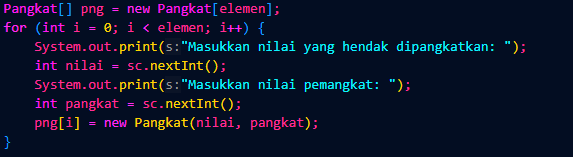 Pangkat[] png = new Pangkat[elemen];
for (int i = 0; i < elemen; i++) {
    System.out.print(s:"Masukkan nilai yang hendak dipangkatkan: ");
    int nilai = sc.nextInt();
    System.out.print(s:"Masukkan nilai pemangkat: ");
    int pangkat = sc.nextInt();
    png[i] = new Pangkat(nilai, pangkat);
}